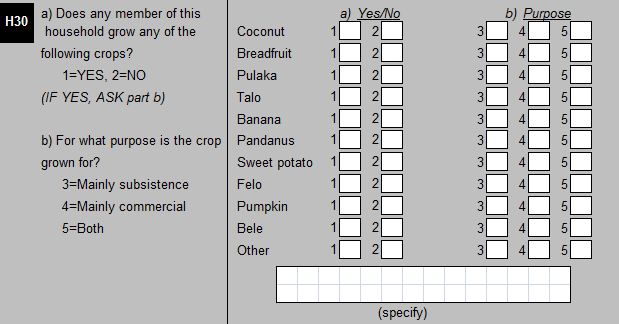 H30
a) Does any member of this
household grow any of the
following crops?
1=YES, 2=NO
(IF YES, ASK part b)
b) For what purpose is the crop
grown for?
3=Mainly subsistence
4=Mainly commercial
5=Both
a) Yes/No b) Purpose
Coconut 1 2 3 4 5
Breadfruit 1 2 3 4 5
Pulaka 1 2 3 4 5
Talo 1 2 3 4 5
Banana 1 2 3 4 5
Pandanus 1 2 3 4 5
Sweet potato 1 2 3 4 5
Felo 1 2 3 4 5
Pumpkin 1 2 3 4 5
Bele 1 2 3 4 5
Other 1 2 3 4 5
(specify)